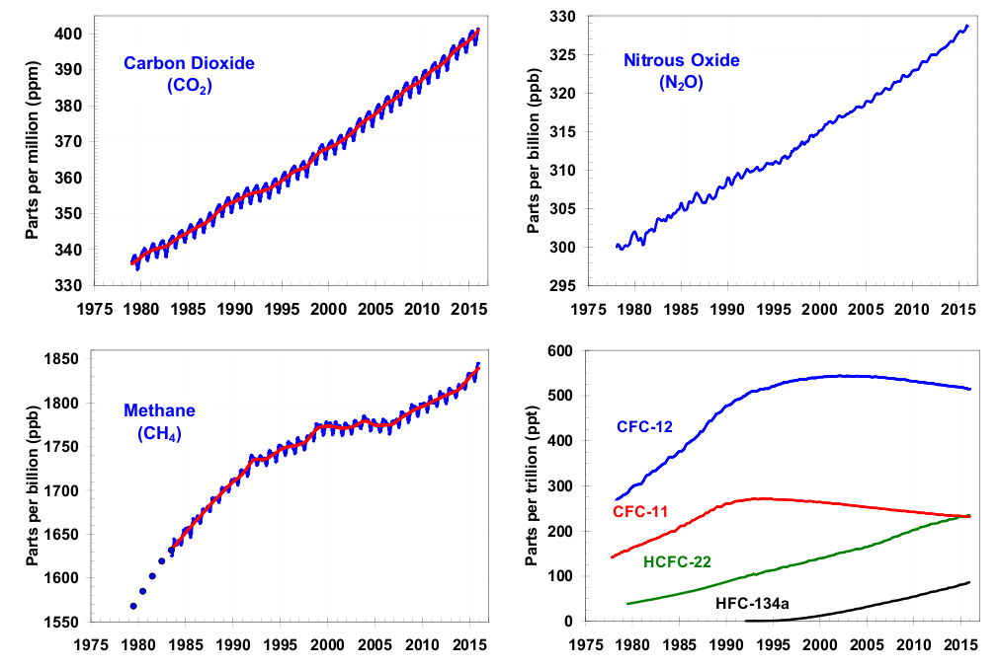 Parts per million (ppm)
400
390
380
370
360
350
340
330
Carbon Dioxide
(CO₂)
1975 1980 1985 1990 1995 2000 2005 2010 2015
Parts per billion (ppb)
330
325
320
315
310
305
300
295
Nitrous Oxide
(N₂O)
1975 1980 1985 1990 1995 2000 2005 2010 2015
Parts per billion (ppb)
1850
1800
1750
1700
1650
1600
1550
Methane
(CH₄)
1975 1980 1985 1990 1995 2000 2005 2010 2015
Parts per trillion (ppt)
600
500
400
300
200
100
0
CFC-12
CFC-11
HCFC-22
HFC-134a
1975 1980 1985 1990 1995 2000 2005 2010 2015